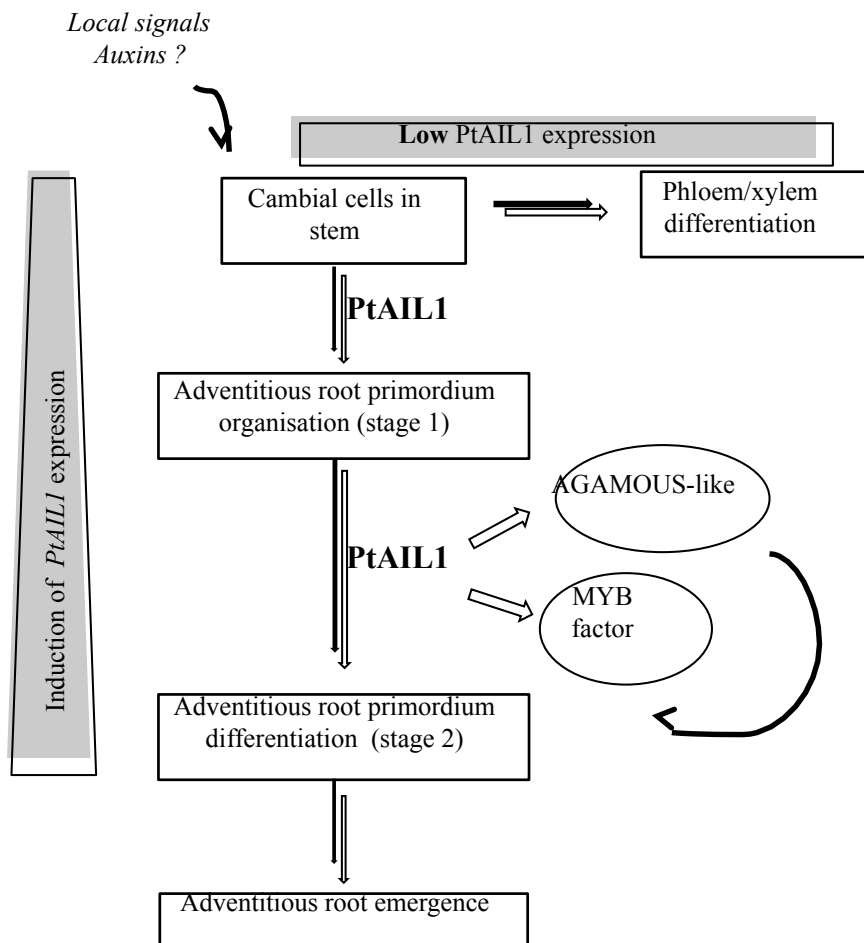 Local signals
Auxins ?
Low PtAIL1 expression
Cambial cells in
stem
Phloem/xylem
differentiation
PtAIL1
Adventitious root primordium
organisation (stage 1)
Induction of PtAIL1 expression
AGAMOUS-like
PtAIL1
MYB
factor
Adventitious root primordium
differentiation (stage 2)
Adventitious root emergence